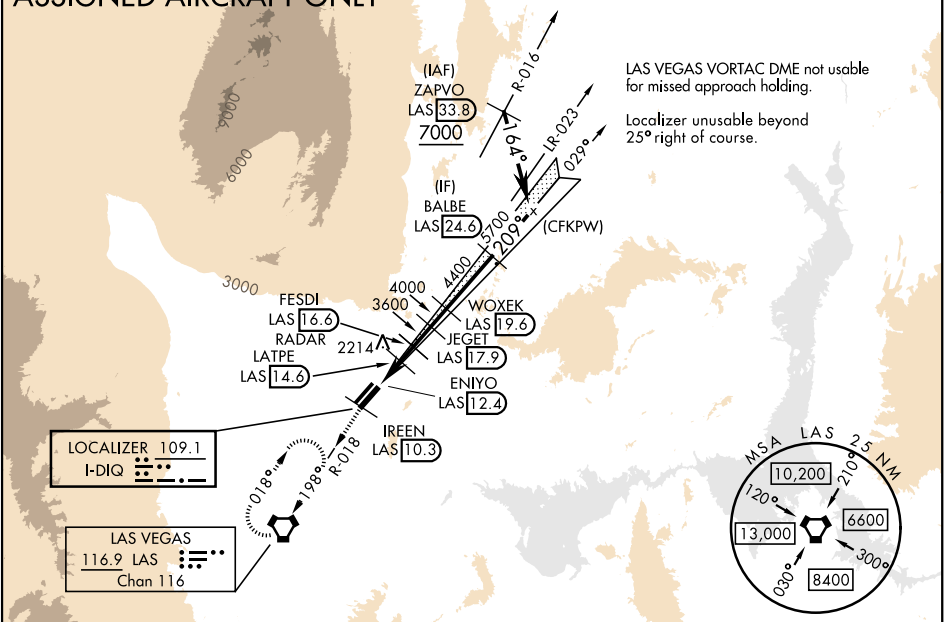 ASSIGNED AIRCRAFT ONLY
9000
6000
3000
(IAF)
ZAPVO
LAS 33.8
7000
R-016
194°
LR-023
029°
LAS VEGAS VORTAC DME not usable
for missed approach holding.
Localizer unusable beyond
25° right of course.
(IF)
BALBE
LAS 24.6
5700
209°
(CFKPW)
4400
4000
3600
FESDI
LAS 16.6
RADAR
2214
LATPE
LAS 14.6
WOXEK
LAS 19.6
JEGET
LAS 17.9
ENIYO
LAS 12.4
IREEN
LAS 10.3
R-018
198°
018°
LOCALIZER 109.1
I-DIQ
LAS VEGAS
116.9 LAS
Chan 116
MSA LAS 25 NM
10,200
210°
120°
13,000
6600
300°
030°
8400